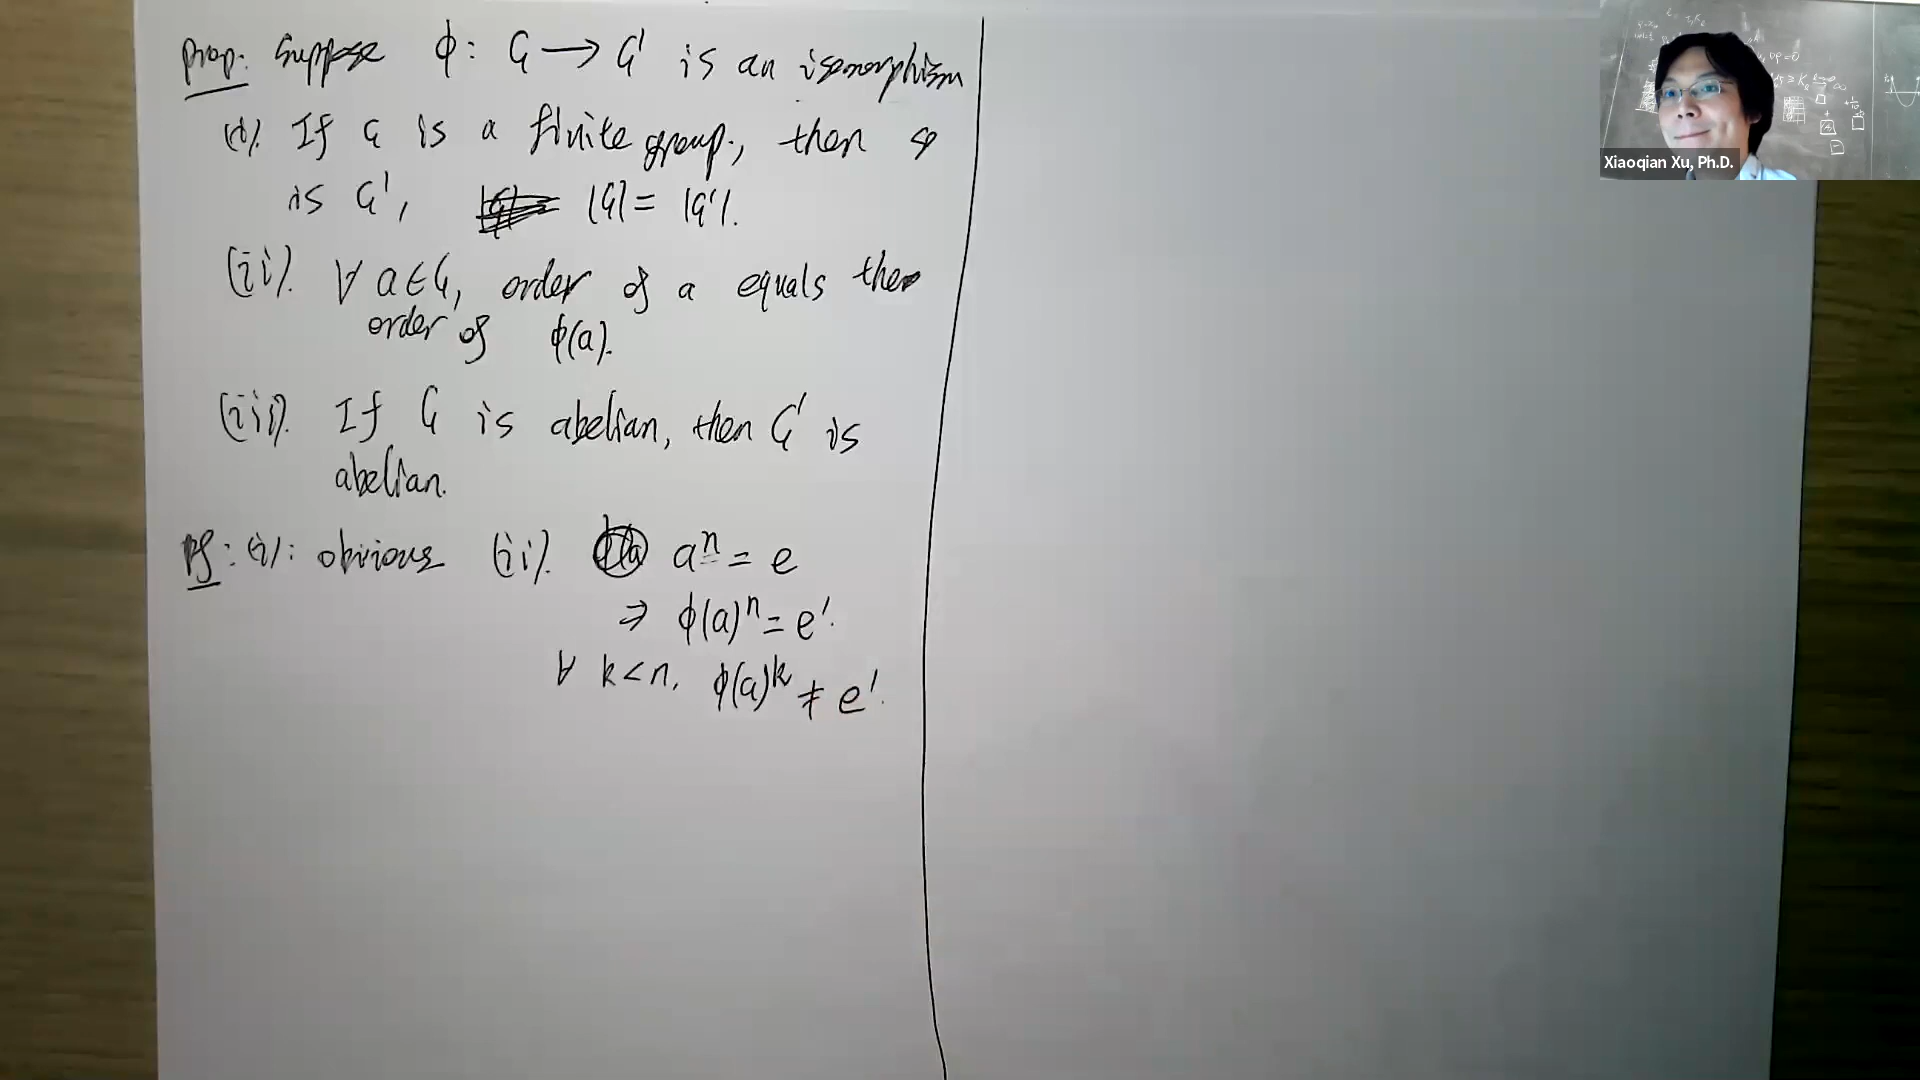 Prop: Suppose ϕ: G → G' is an isomorphism
(i). If G is a finite group, then so
is G', |G| = |G'|.
(ii). ∀ a∈G, order of a equals the
order of ϕ(a).
(iii). If G is abelian, then G' is
abelian.
Pf: (i): obvious (ii). aⁿ = e
⇒ ϕ(a)ⁿ = e'.
∀ k<n, ϕ(a)ᵏ ≠ e'.
Xiaoqian Xu, Ph.D.